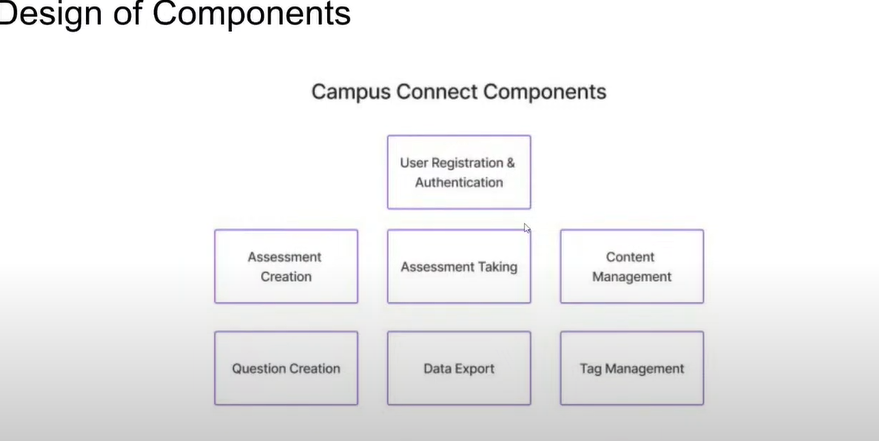 Design of Components
Campus Connect Components
User Registration &
Authentication
Assessment
Creation
Assessment Taking
Content
Management
Question Creation
Data Export
Tag Management